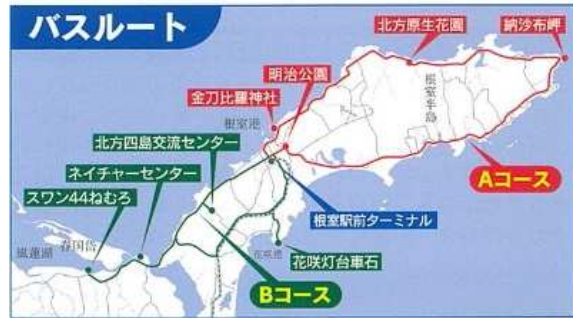 バスルート
北方原生花園
納沙布岬
明治公園
金刀比羅神社
根室港
根室半島
北方四島交流センター
ネイチャーセンター
スワン44ねむろ
Aコース
根室駅前ターミナル
風蓮湖
春国岱
花咲港
花咲灯台車石
Bコース